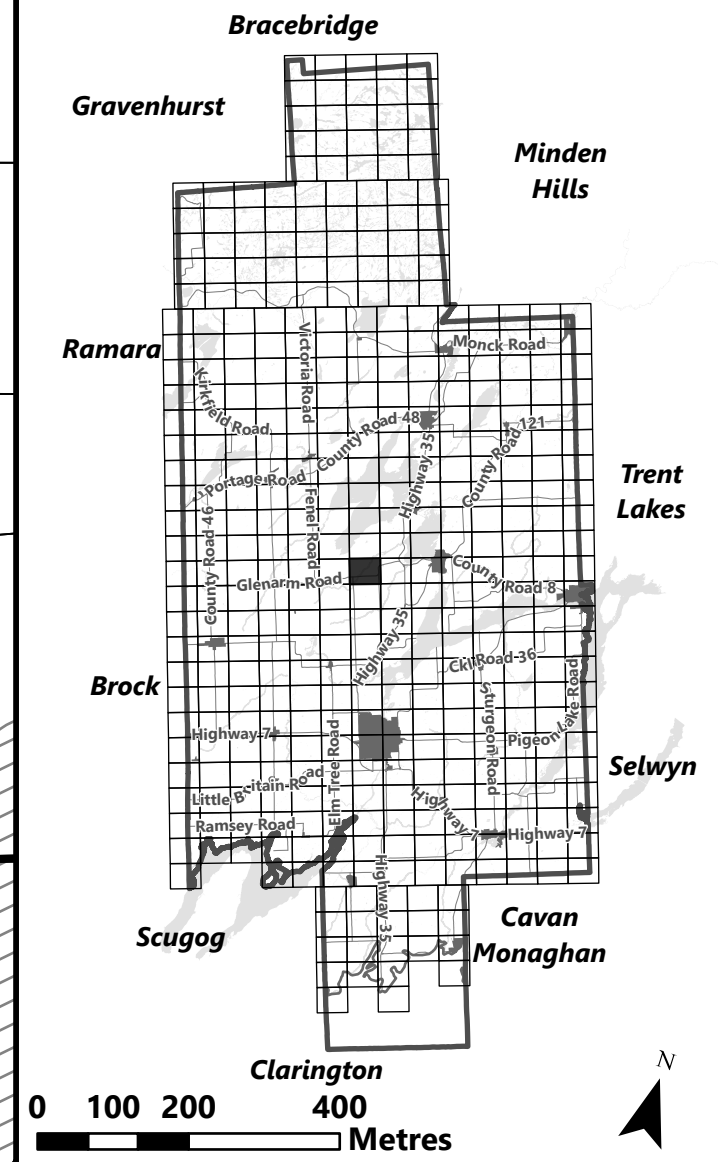 Bracebridge
Gravenhurst
Minden
Hills
Ramara
Monck Road
Victoria Road
Kirkfield Road
County Road 48
County Road 121
Highway 35
Portage Road
Trent
Lakes
Fenel Road
County Road 46
Glenarm Road
County Road 8
Highway 35
Ckl Road 36
Brock
Sturgeon Road
Pigeon Lake Road
Highway 7
Elm Tree Road
Selwyn
Little Britain Road
Ramsey Road
Highway 7
Highway 7
Highway 35
Scugog
Cavan
Monaghan
Clarington
N
0 100 200 400
Metres